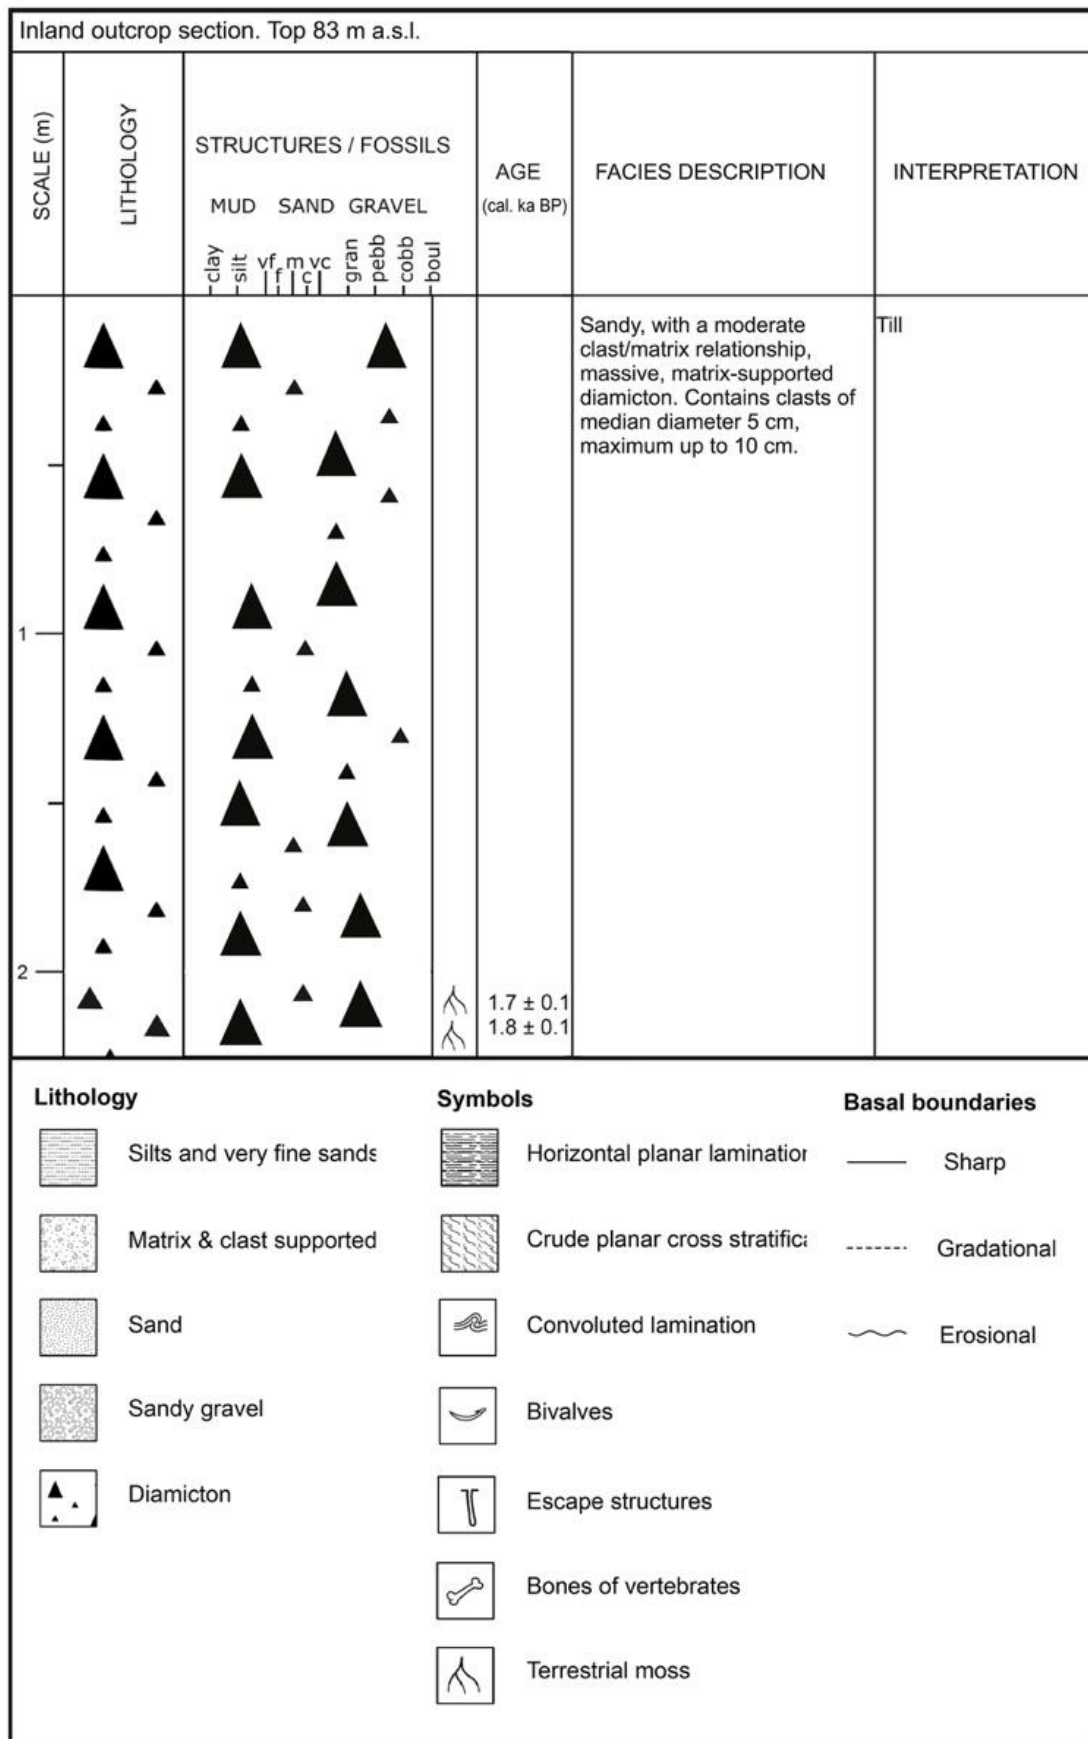 Inland outcrop section. Top 83 m a.s.l.
SCALE (m)
LITHOLOGY
STRUCTURES / FOSSILS
MUD SAND GRAVEL
clay silt vf f m c vc gran pebb cobb boul
AGE
(cal. ka BP)
FACIES DESCRIPTION
INTERPRETATION
Sandy, with a moderate
clast/matrix relationship,
massive, matrix-supported
diamicton. Contains clasts of
median diameter 5 cm,
maximum up to 10 cm.
Till
1
2
1.7 ± 0.1
1.8 ± 0.1
Lithology
Silts and very fine sands
Matrix & clast supported
Sand
Sandy gravel
Diamicton
Symbols
Horizontal planar lamination
Crude planar cross stratifica
Convoluted lamination
Bivalves
Escape structures
Bones of vertebrates
Terrestrial moss
Basal boundaries
Sharp
Gradational
Erosional